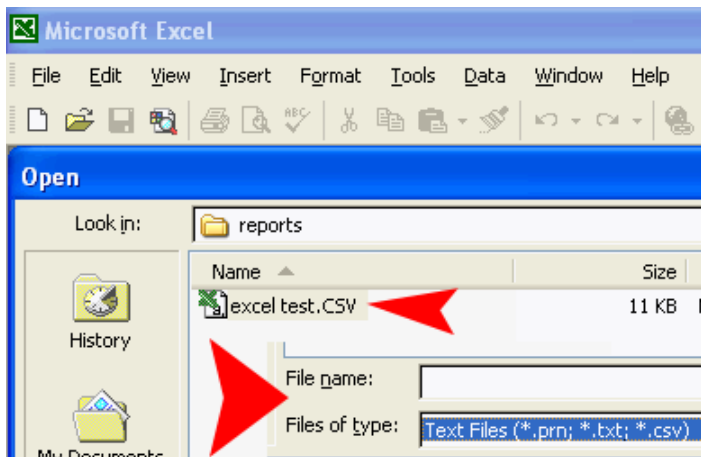 Microsoft Excel
File Edit View Insert Format Tools Data Window Help
ABC
Open
Look in: reports
Name Size
excel test.CSV 11 KB
History
File name:
Files of type: Text Files (*.prn; *.txt; *.csv)
My Documents